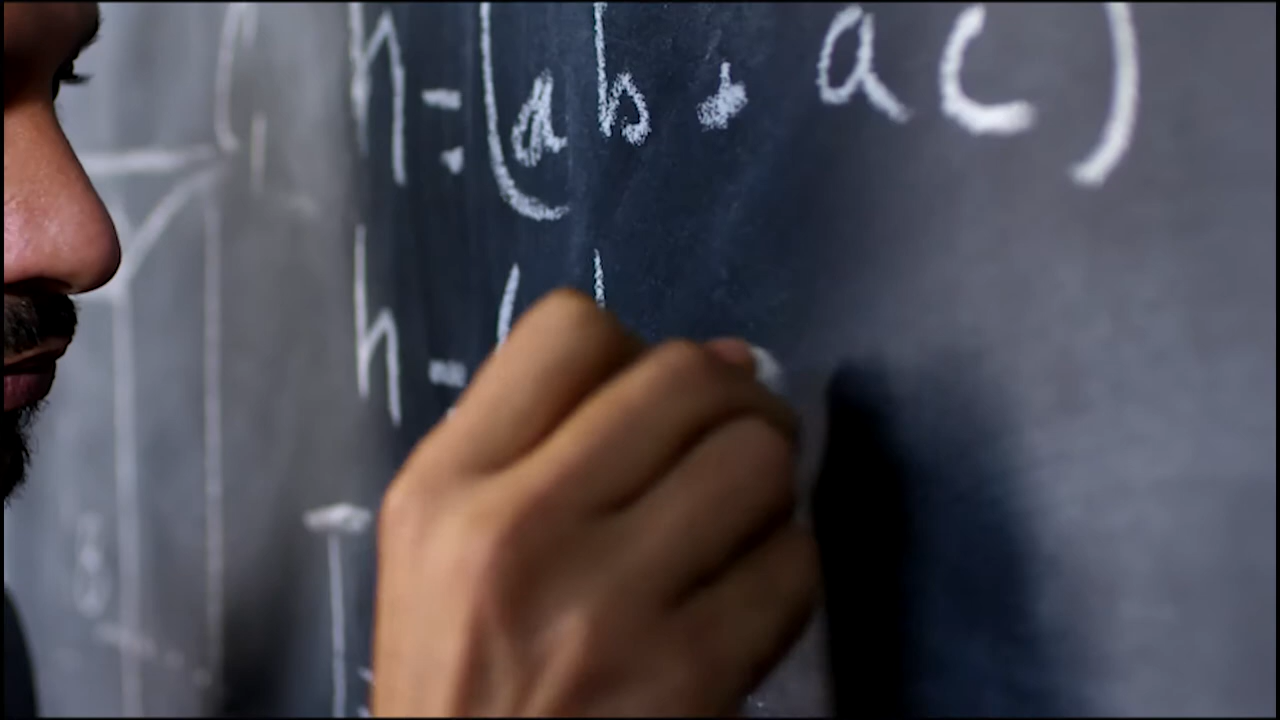 h = (ab + ac)
h = (